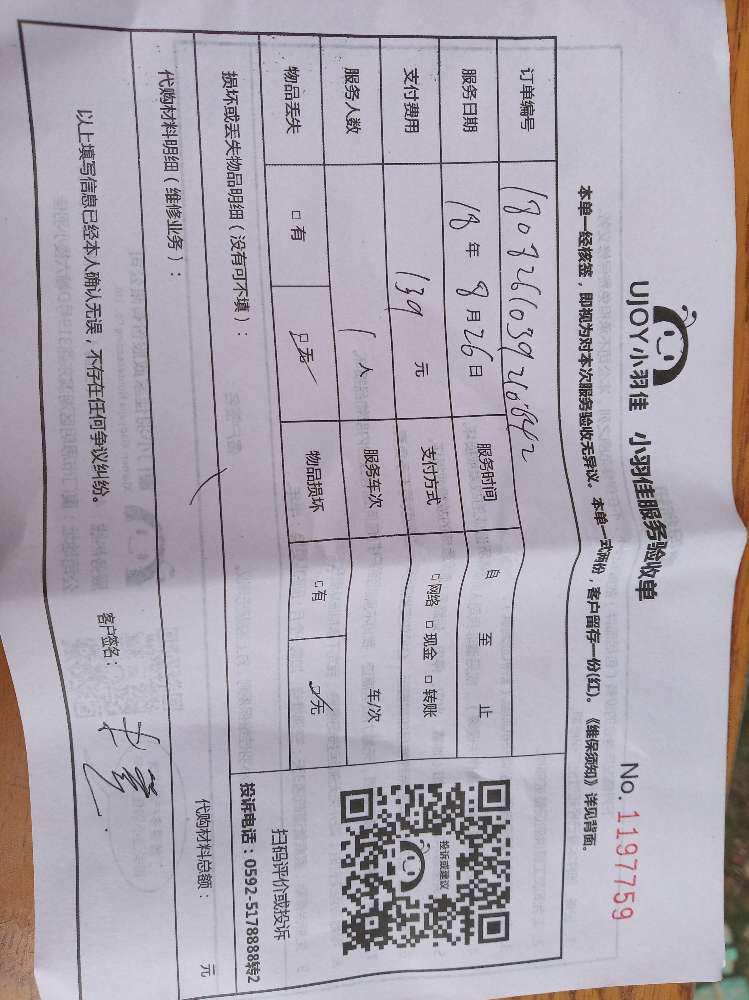 UJOY小羽佳 小羽佳服务验收单 No. 1197759
本单一经核签，即视为对本次服务验收无异议。本单一式两份，客户留存一份(红)。《维保须知》详见背面。
订单编号
服务日期 18 年 8 月 26 日 服务时间 自 至 止
支付费用 139 元 支付方式 □ 网络 □ 现金 □ 转账
服务人数 1 人 服务车次 车/次
物品丢失 □ 有 □ 无 物品损坏 □ 有 □ 无
损坏或丢失物品明细（没有可不填）：
投诉或建议
扫码评价或投诉
投诉电话：0592-5178888转2
代购材料明细（维修业务）： 代购材料总额： 元
以上填写信息已经本人确认无误，不存在任何争议纠纷。
客户签名：